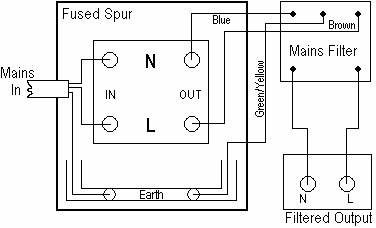 Fused Spur
Blue
Brown
Mains Filter
Mains
In
N
IN
OUT
L
Green/Yellow
Earth
N
L
Filtered Output